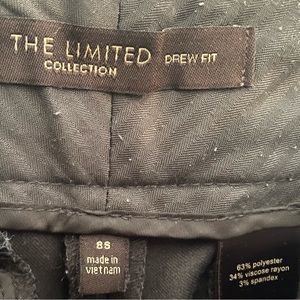 THE LIMITED
COLLECTION
DREW FIT
8S
made in
vietnam
63% polyester
34% viscose rayon
3% spandex